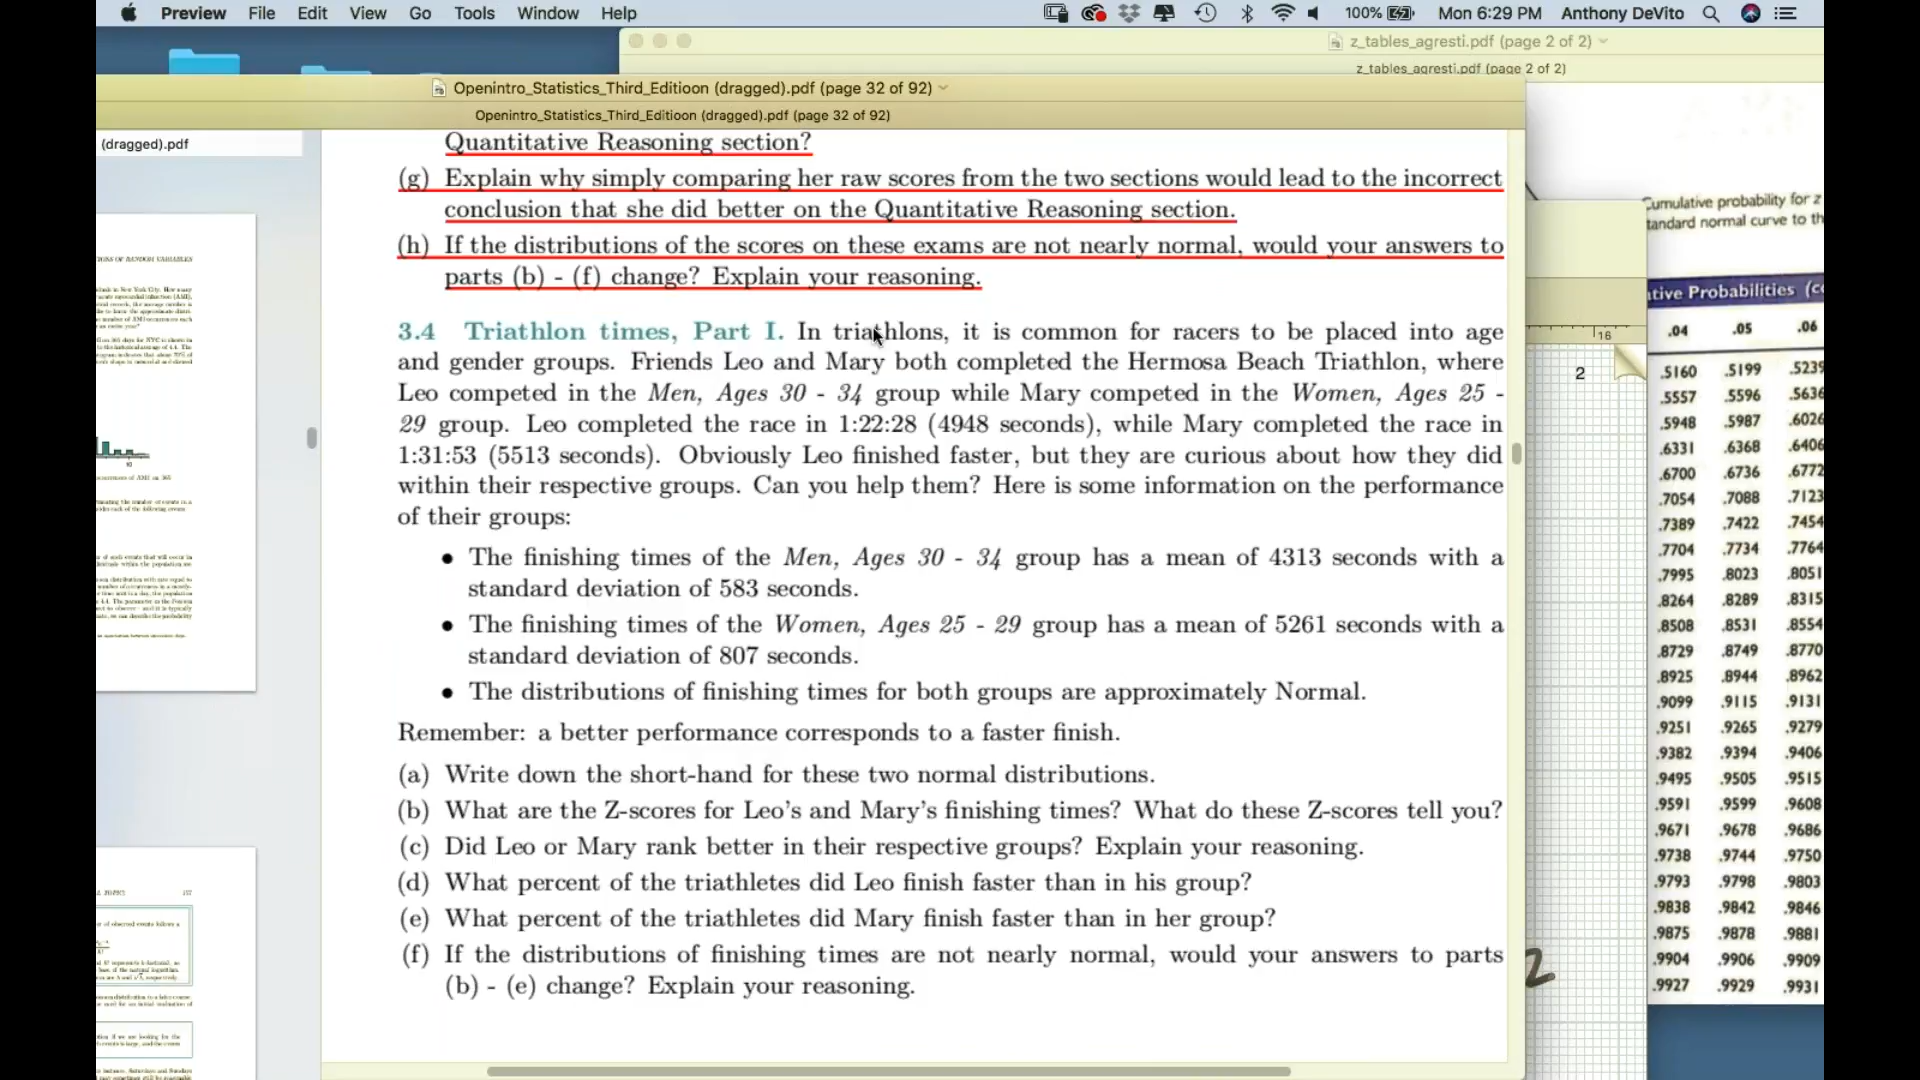 Preview File Edit View Go Tools Window Help 100% Mon 6:29 PM Anthony DeVito
z_tables_agresti.pdf (page 2 of 2)
z_tables_agresti.pdf (page 2 of 2)
Openintro_Statistics_Third_Editioon (dragged).pdf (page 32 of 92)
Openintro_Statistics_Third_Editioon (dragged).pdf (page 32 of 92)
(dragged).pdf
Quantitative Reasoning section?
(g) Explain why simply comparing her raw scores from the two sections would lead to the incorrect
conclusion that she did better on the Quantitative Reasoning section.
(h) If the distributions of the scores on these exams are not nearly normal, would your answers to
parts (b) - (f) change? Explain your reasoning.
3.4 Triathlon times, Part I. In triathlons, it is common for racers to be placed into age
and gender groups. Friends Leo and Mary both completed the Hermosa Beach Triathlon, where
Leo competed in the Men, Ages 30 - 34 group while Mary competed in the Women, Ages 25 -
29 group. Leo completed the race in 1:22:28 (4948 seconds), while Mary completed the race in
1:31:53 (5513 seconds). Obviously Leo finished faster, but they are curious about how they did
within their respective groups. Can you help them? Here is some information on the performance
of their groups:
• The finishing times of the Men, Ages 30 - 34 group has a mean of 4313 seconds with a
standard deviation of 583 seconds.
• The finishing times of the Women, Ages 25 - 29 group has a mean of 5261 seconds with a
standard deviation of 807 seconds.
• The distributions of finishing times for both groups are approximately Normal.
Remember: a better performance corresponds to a faster finish.
(a) Write down the short-hand for these two normal distributions.
(b) What are the Z-scores for Leo's and Mary's finishing times? What do these Z-scores tell you?
(c) Did Leo or Mary rank better in their respective groups? Explain your reasoning.
(d) What percent of the triathletes did Leo finish faster than in his group?
(e) What percent of the triathletes did Mary finish faster than in her group?
(f) If the distributions of finishing times are not nearly normal, would your answers to parts
(b) - (e) change? Explain your reasoning.
16
2
2
Cumulative probability for z
standard normal curve to th
tive Probabilities (c
.04 .05 .06
.5160 .5199 .5239
.5557 .5596 .5636
.5948 .5987 .6026
.6331 .6368 .6406
.6700 .6736 .6772
.7054 .7088 .7123
.7389 .7422 .7454
.7704 .7734 .7764
.7995 .8023 .8051
.8264 .8289 .8315
.8508 .8531 .8554
.8729 .8749 .8770
.8925 .8944 .8962
.9099 .9115 .9131
.9251 .9265 .9279
.9382 .9394 .9406
.9495 .9505 .9515
.9591 .9599 .9608
.9671 .9678 .9686
.9738 .9744 .9750
.9793 .9798 .9803
.9838 .9842 .9846
.9875 .9878 .9881
.9904 .9906 .9909
.9927 .9929 .9931